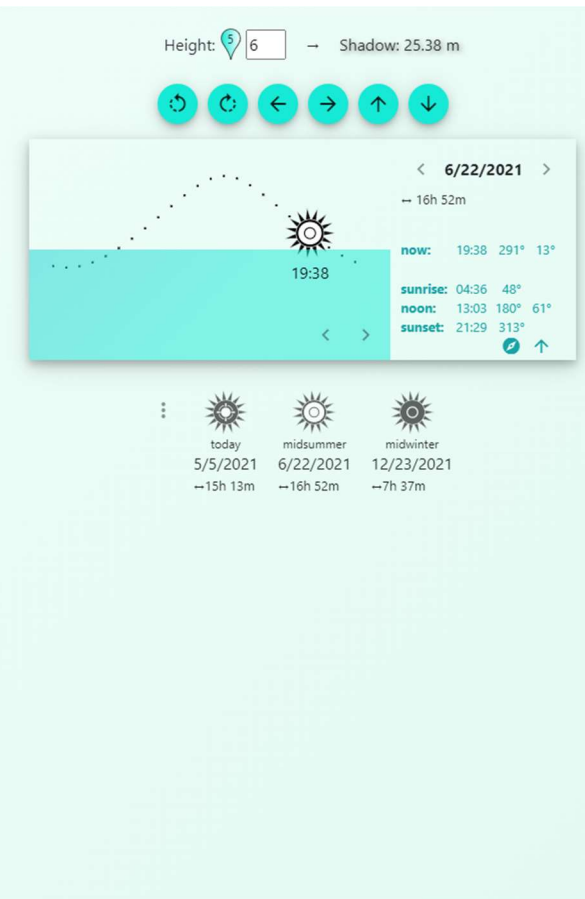 Height: 5 6 → Shadow: 25.38 m
6/22/2021
↔ 16h 52m
now: 19:38 291° 13°
19:38
sunrise: 04:36 48°
noon: 13:03 180° 61°
sunset: 21:29 313°
today midsummer midwinter
5/5/2021 6/22/2021 12/23/2021
↔15h 13m ↔16h 52m ↔7h 37m